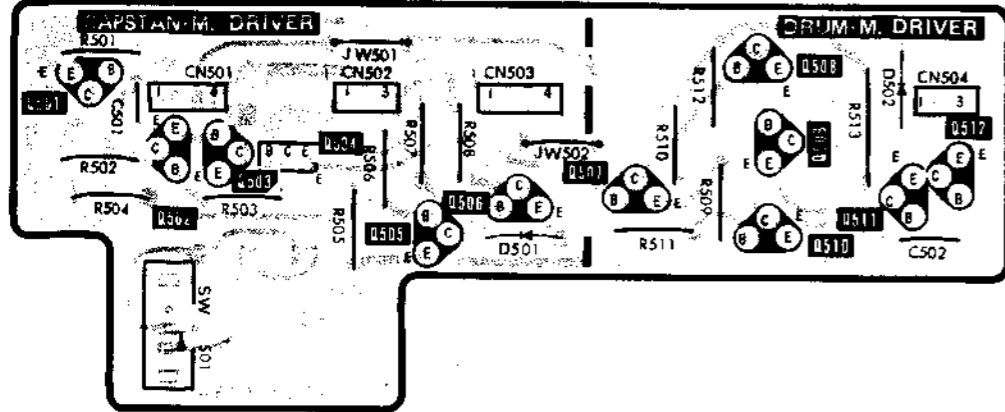 CAPSTAN·M. DRIVER
DRUM·M. DRIVER
R501
JW501
CN501
CN502
CN503
CN504
Q508
Q501
C501
R502
R504
Q502
Q503
R503
Q504
B C E
R506
R505
R507
R508
Q505
Q506
D501
JW502
Q507
R510
R511
R512
R509
Q510
R513
D502
Q511
Q512
C502
SW 501